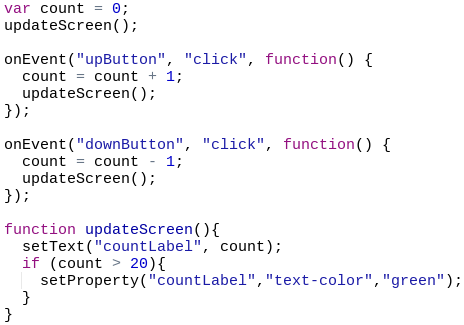 var count = 0;
updateScreen();

onEvent("upButton", "click", function() {
  count = count + 1;
  updateScreen();
});

onEvent("downButton", "click", function() {
  count = count - 1;
  updateScreen();
});

function updateScreen(){
  setText("countLabel", count);
  if (count > 20){
    setProperty("countLabel","text-color","green");
  }
}